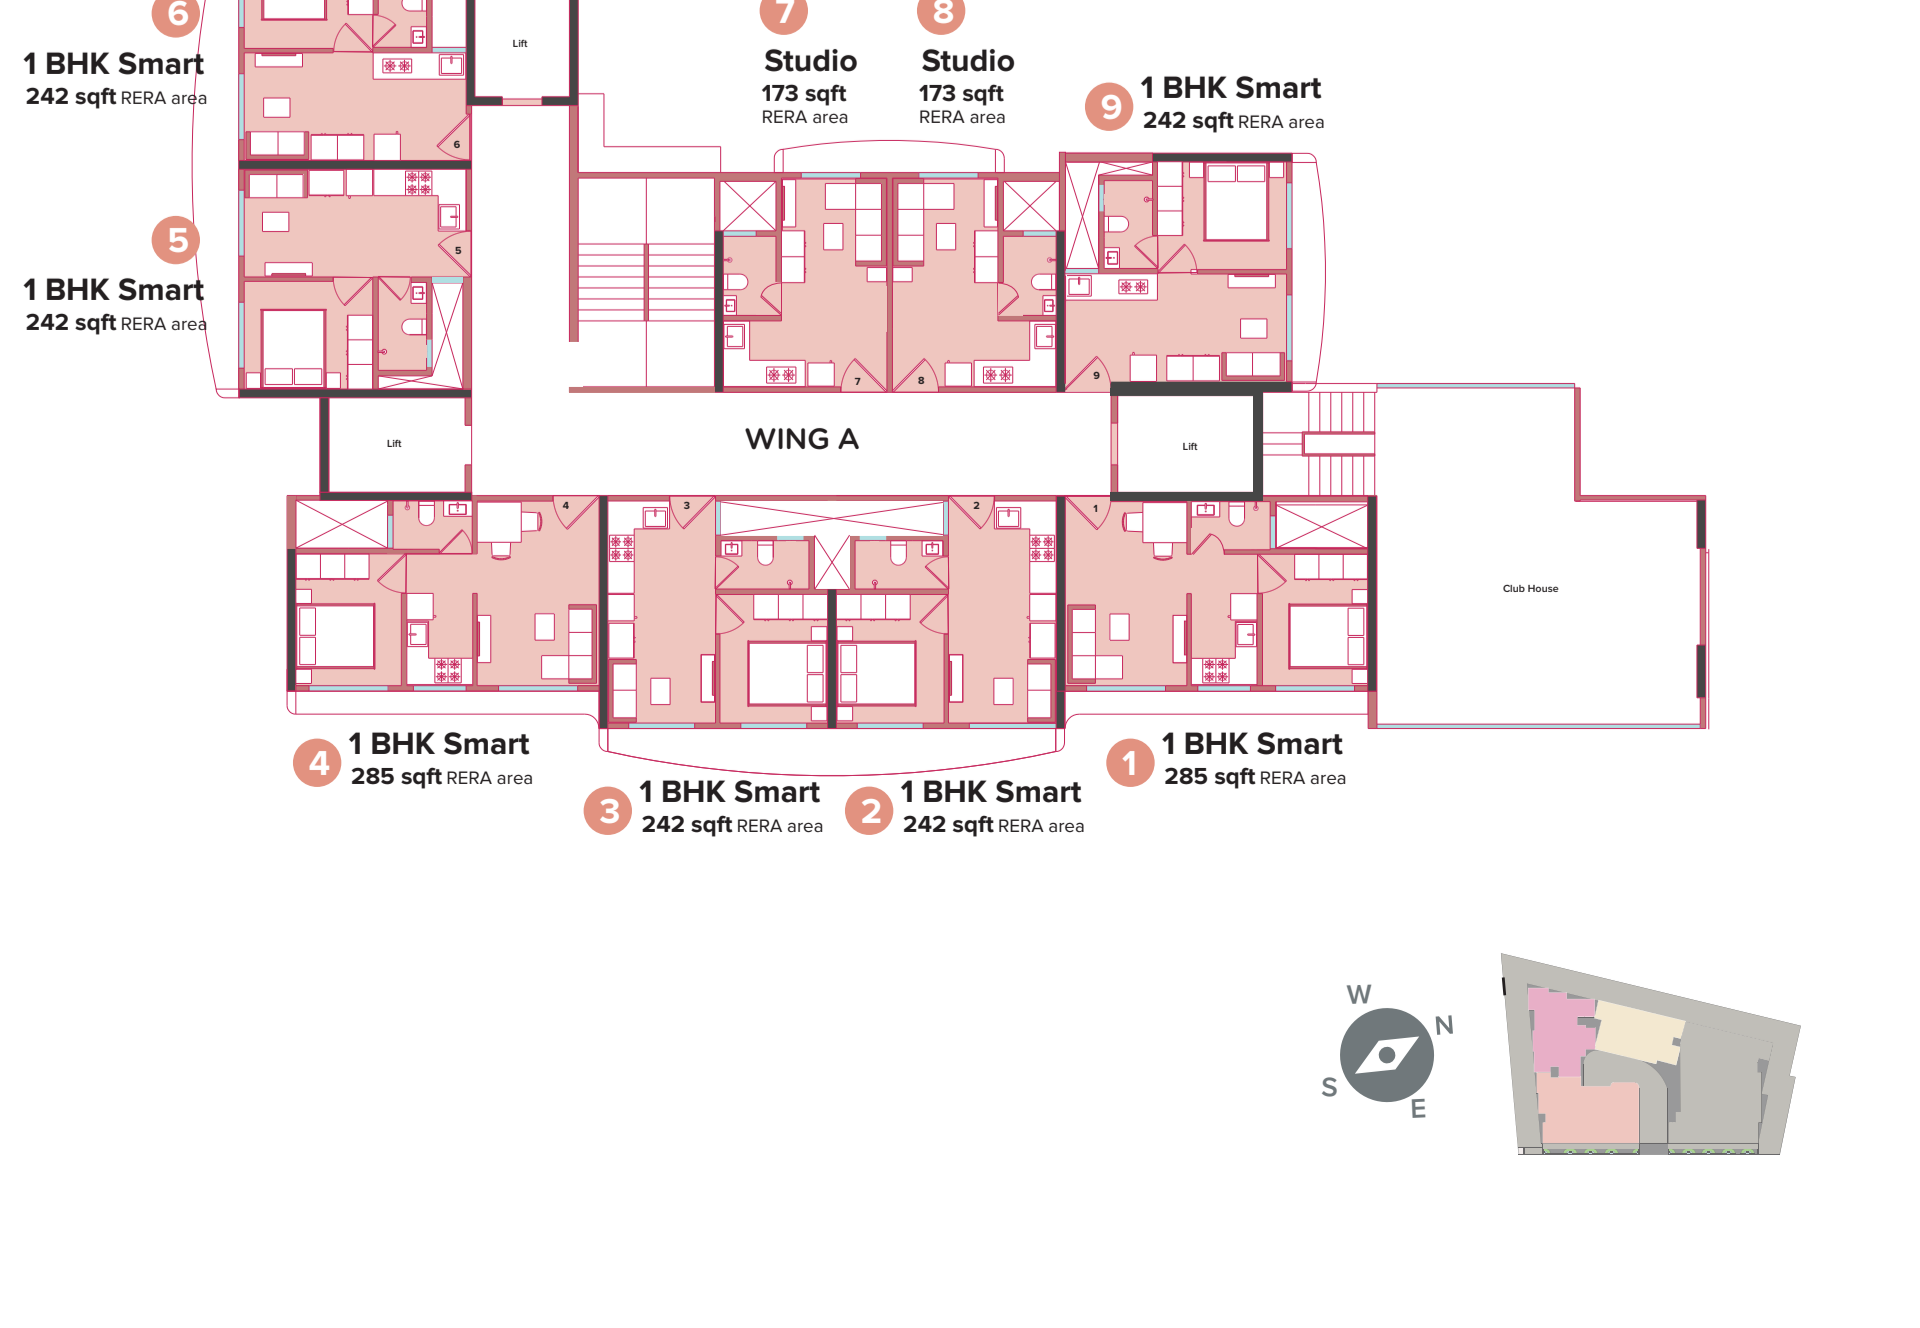 6
1 BHK Smart
242 sqft RERA area
Lift
7
Studio
173 sqft
RERA area
8
Studio
173 sqft
RERA area
9
1 BHK Smart
242 sqft RERA area
6
5
1 BHK Smart
242 sqft RERA area
5
7
8
9
Lift
WING A
Lift
4
3
2
1
Club House
4
1 BHK Smart
285 sqft RERA area
3
1 BHK Smart
242 sqft RERA area
2
1 BHK Smart
242 sqft RERA area
1
1 BHK Smart
285 sqft RERA area
W
N
S
E